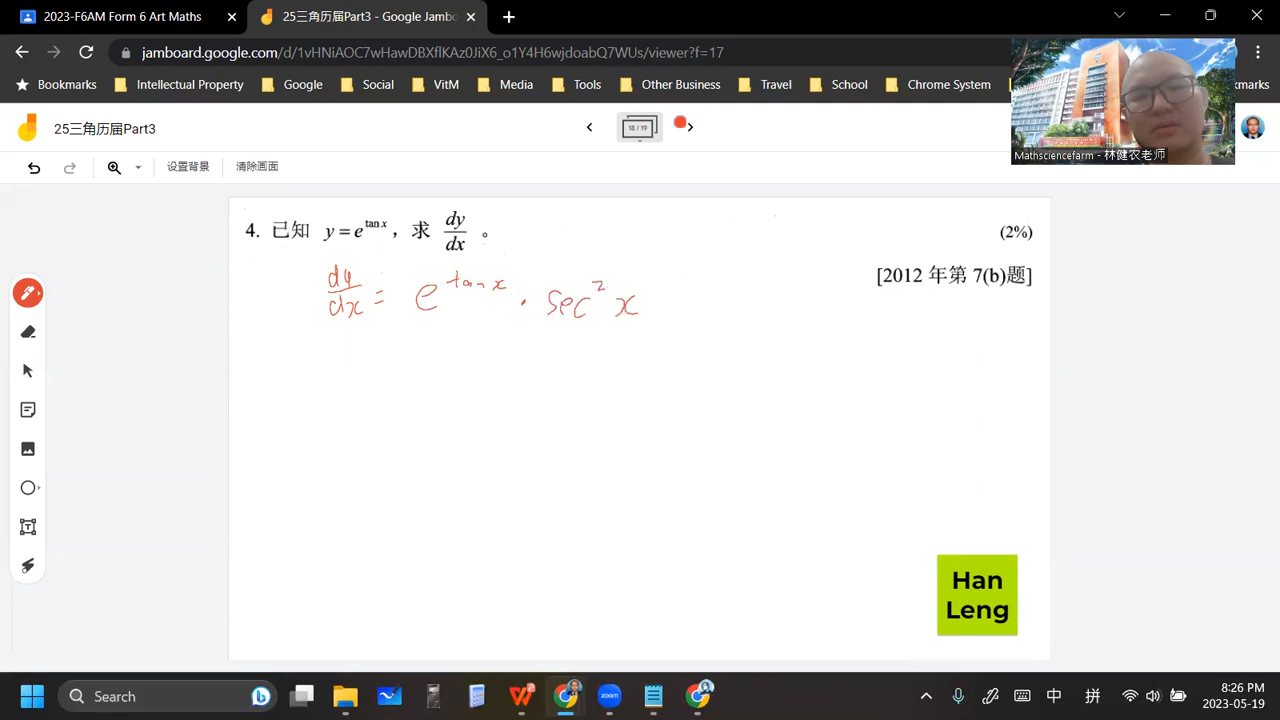 2023-F6AM Form 6 Art Maths
25三角历届Part3 - Google Jambo
jamboard.google.com
/viewer?f=17
Bookmarks
Intellectual Property
Google
Social
VitM
Media
Tools
Other Business
Travel
School
Chrome System
Mathsciencefarm - 林健农老师
25三角历届Part3
18 / 19
设置背景
清除画面
4. 已知 y = e^{tan x}, 求 dy/dx 。 (2%)
[2012 年第 7(b)题]
dy/dx = e^{tan x} · sec² x
Han
Leng
Search
中
拼
8:26 PM
2023-05-19